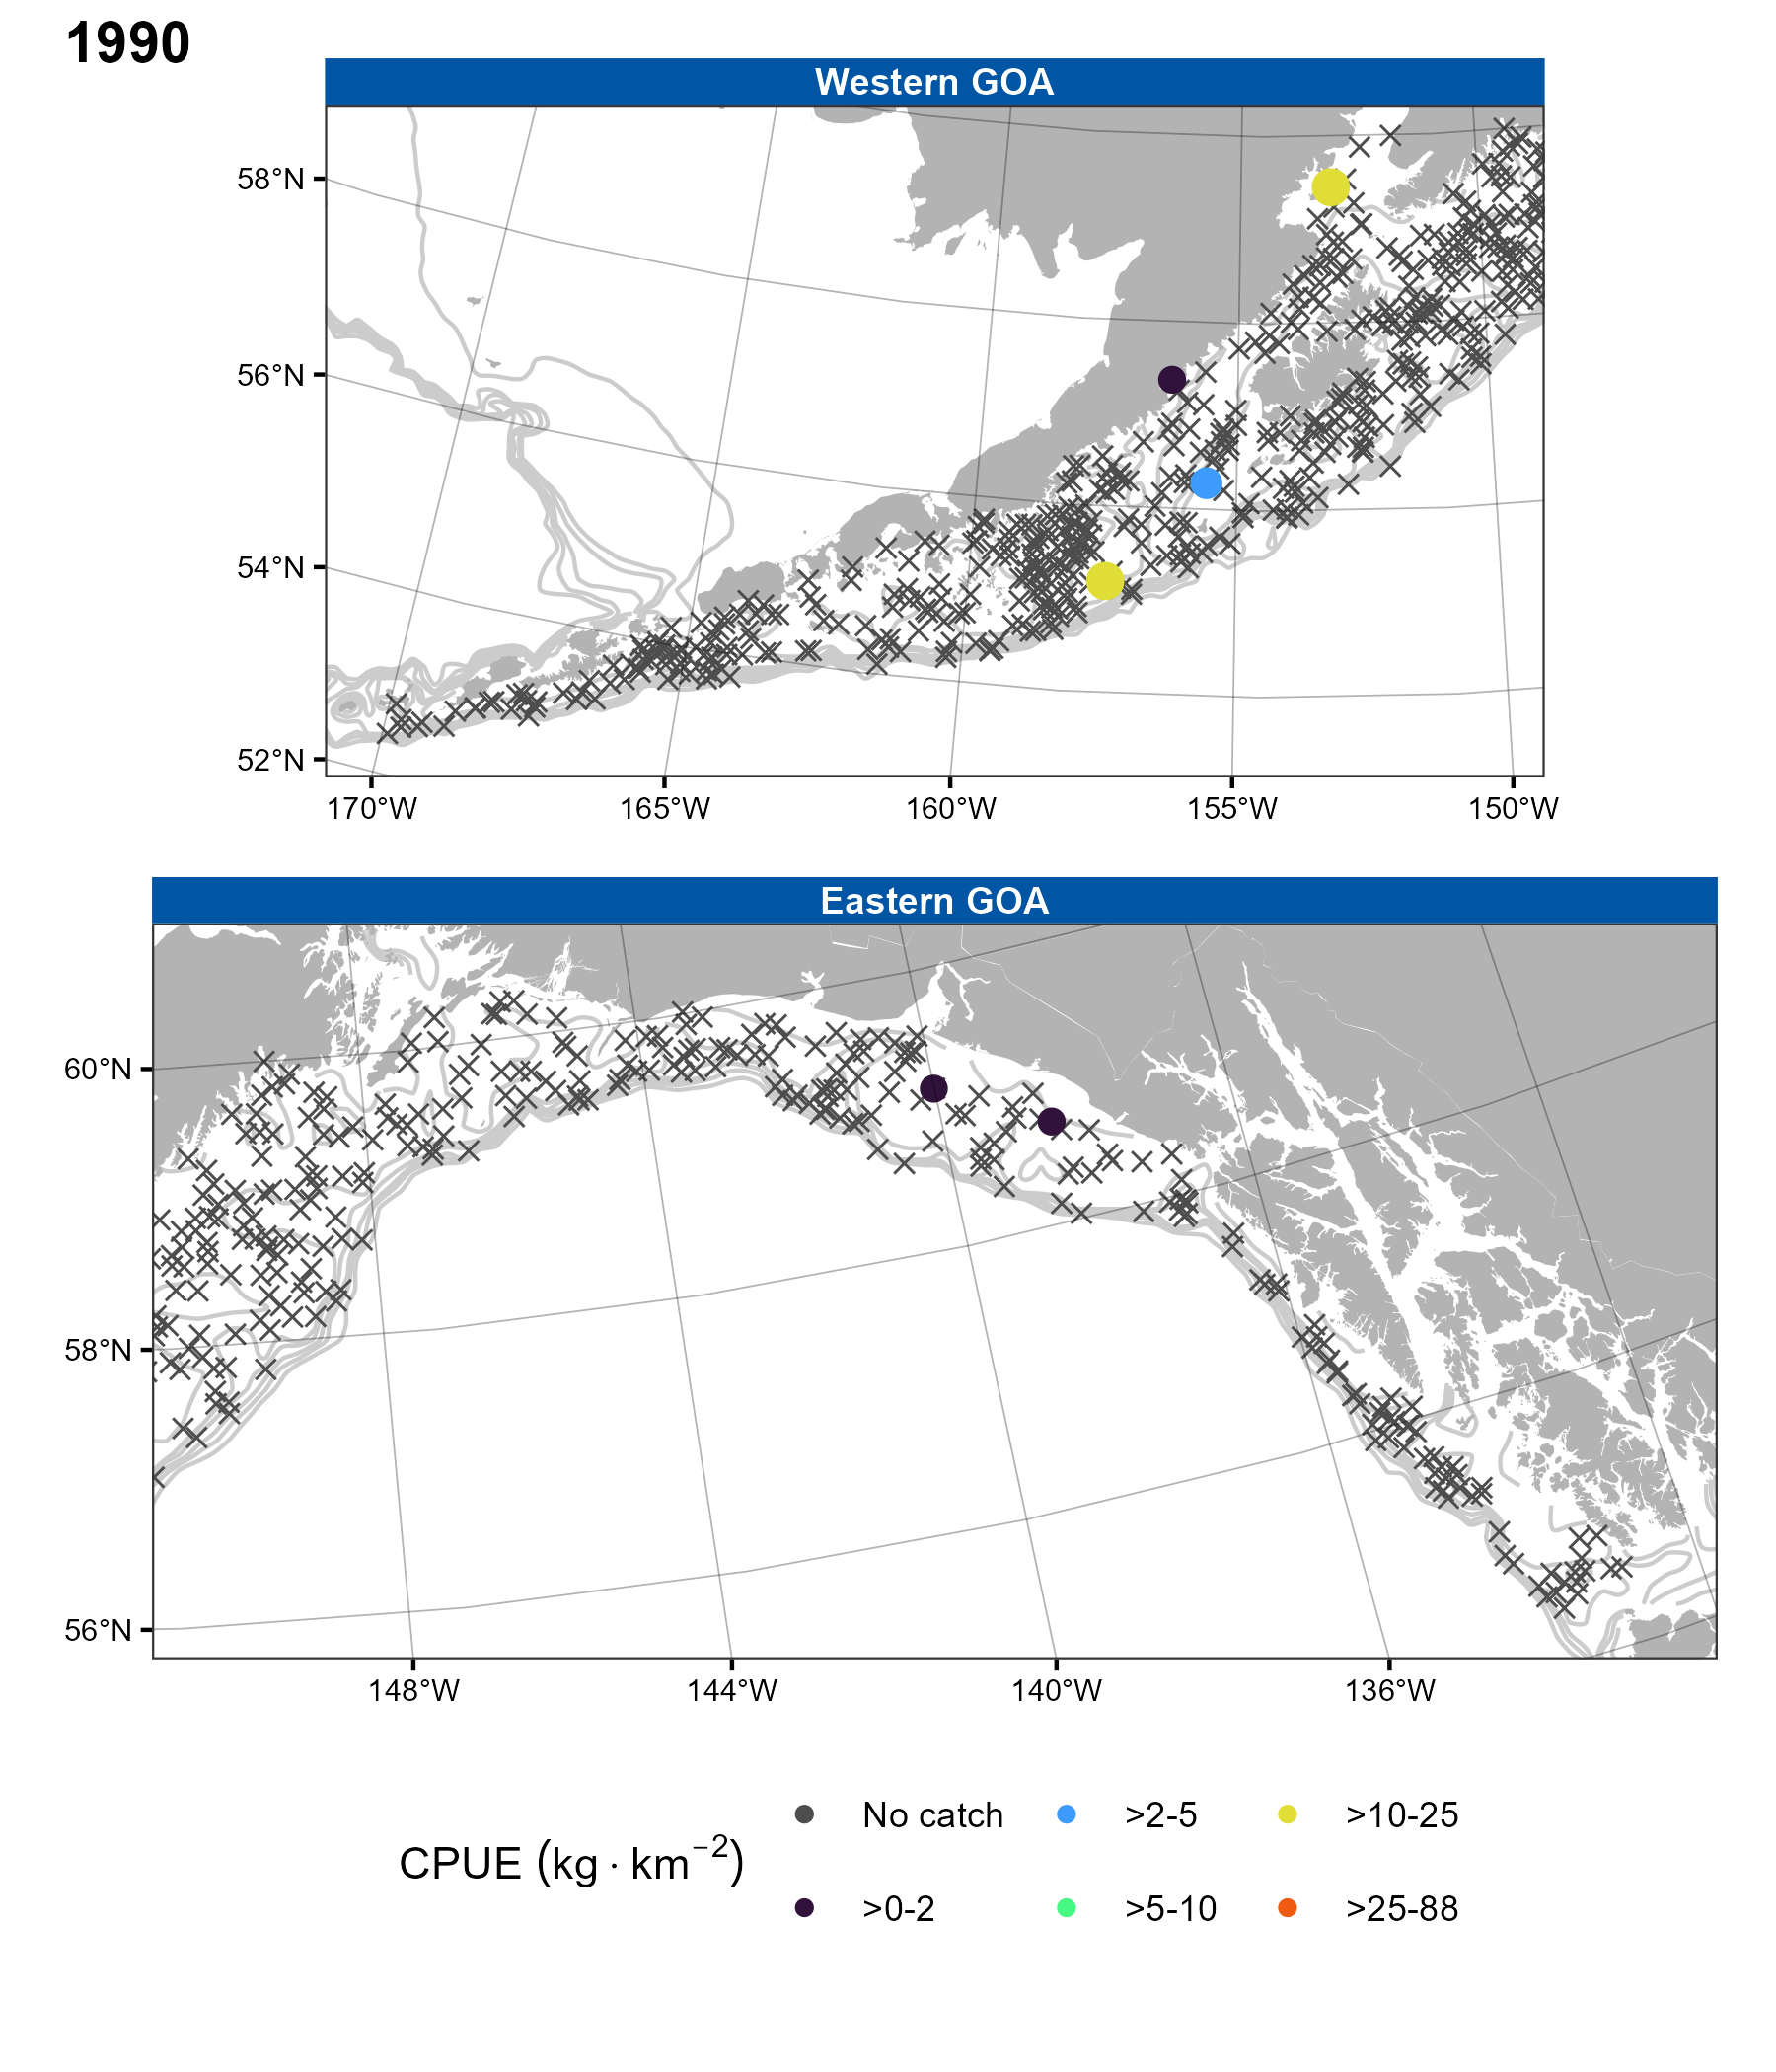 1990
Western GOA
58°N
56°N
54°N
52°N
170°W 165°W 160°W 155°W 150°W
Eastern GOA
60°N
58°N
56°N
148°W 144°W 140°W 136°W
CPUE (kg · km⁻²)
No catch >2-5 >10-25
>0-2 >5-10 >25-88